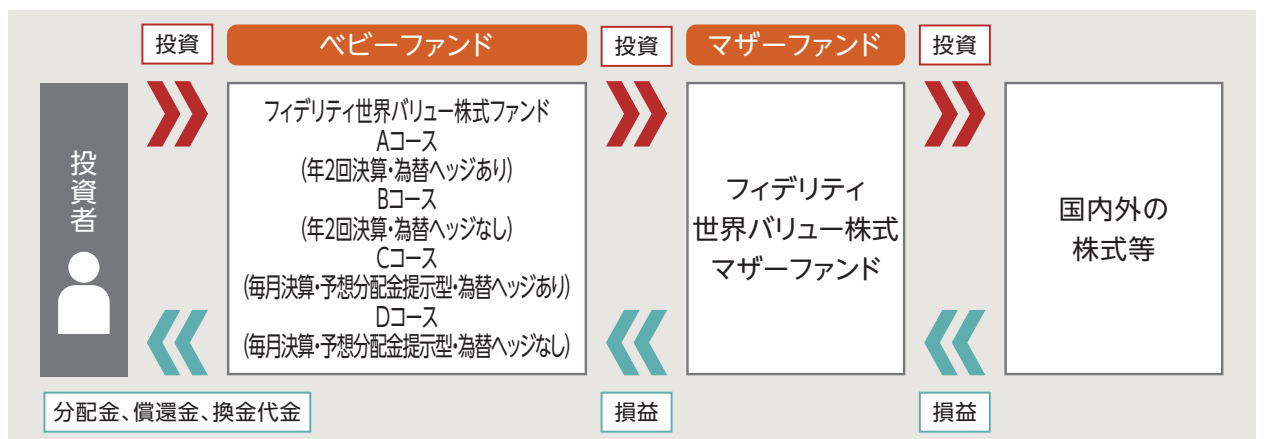 投資
ベビーファンド
投資
マザーファンド
投資
投資者
フィデリティ世界バリュー株式ファンド
Aコース
(年2回決算・為替ヘッジあり)
Bコース
(年2回決算・為替ヘッジなし)
Cコース
(毎月決算・予想分配金提示型・為替ヘッジあり)
Dコース
(毎月決算・予想分配金提示型・為替ヘッジなし)
フィデリティ
世界バリュー株式
マザーファンド
国内外の
株式等
分配金、償還金、換金代金
損益
損益